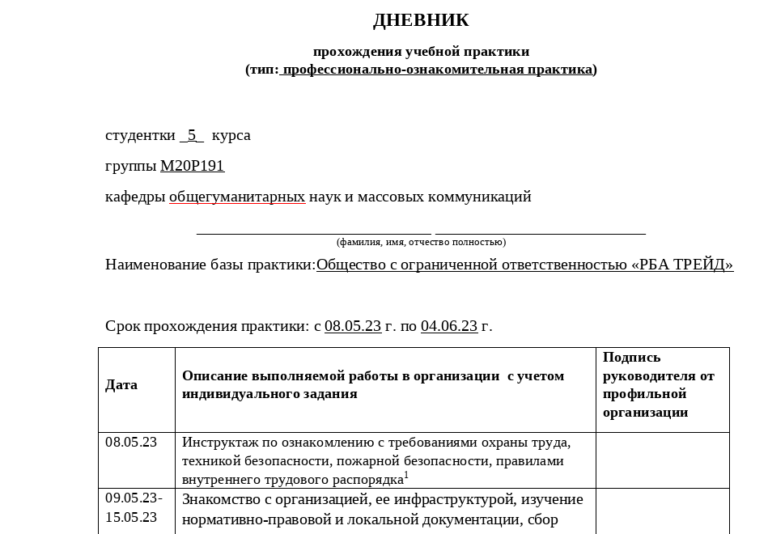 ДНЕВНИК
прохождения учебной практики
(тип: профессионально-ознакомительная практика)
студентки _5_ курса
группы М20Р191
кафедры общегуманитарных наук и массовых коммуникаций
(фамилия, имя, отчество полностью)
Наименование базы практики:Общество с ограниченной ответственностью «РБА ТРЕЙД»
Срок прохождения практики: с 08.05.23 г. по 04.06.23 г.
Дата
Описание выполняемой работы в организации с учетом
индивидуального задания
Подпись
руководителя от
профильной
организации
08.05.23
Инструктаж по ознакомлению с требованиями охраны труда,
техникой безопасности, пожарной безопасности, правилами
внутреннего трудового распорядка1
09.05.23-
15.05.23
Знакомство с организацией, ее инфраструктурой, изучение
нормативно-правовой и локальной документации, сбор